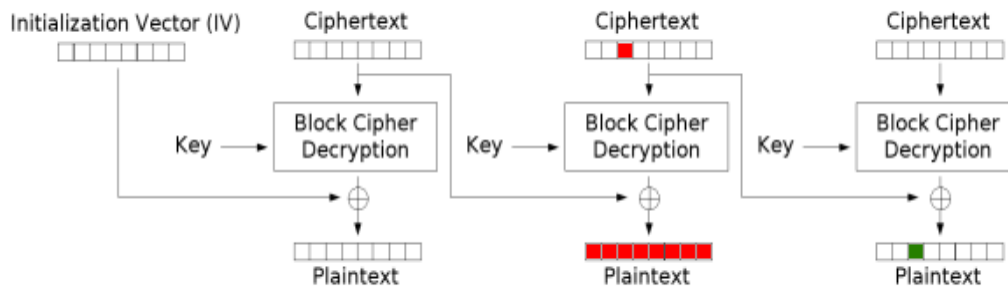 Initialization Vector (IV)
Ciphertext
Ciphertext
Ciphertext
Key
Block Cipher
Decryption
Key
Block Cipher
Decryption
Key
Block Cipher
Decryption
Plaintext
Plaintext
Plaintext